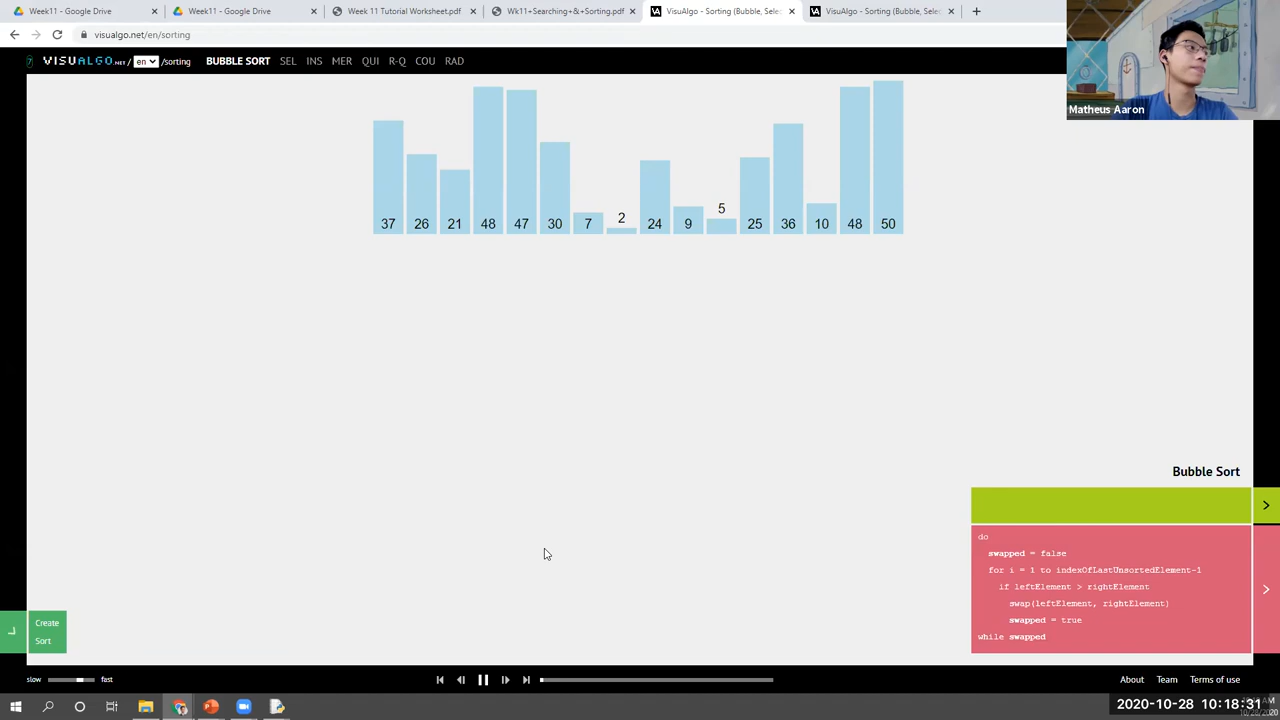 Week11 - Google Drive
Week11 - Google Drive
Week 11 Tutorial Worksheet.pdf
Wk11+Searching+&+Sorting.pdf
VisuAlgo - Sorting (Bubble, Selec
VisuAlgo - Sorting (Bubble, Selec
visualgo.net/en/sorting
7 VISUALGO.NET/ en /sorting BUBBLE SORT SEL INS MER QUI R-Q COU RAD
Matheus Aaron
37 26 21 48 47 30 7 2 24 9 5 25 36 10 48 50
Bubble Sort
do
swapped = false
for i = 1 to indexOfLastUnsortedElement-1
if leftElement > rightElement
swap(leftElement, rightElement)
swapped = true
while swapped
Create
Sort
slow fast
About Team Terms of use
2020-10-28 10:18:31